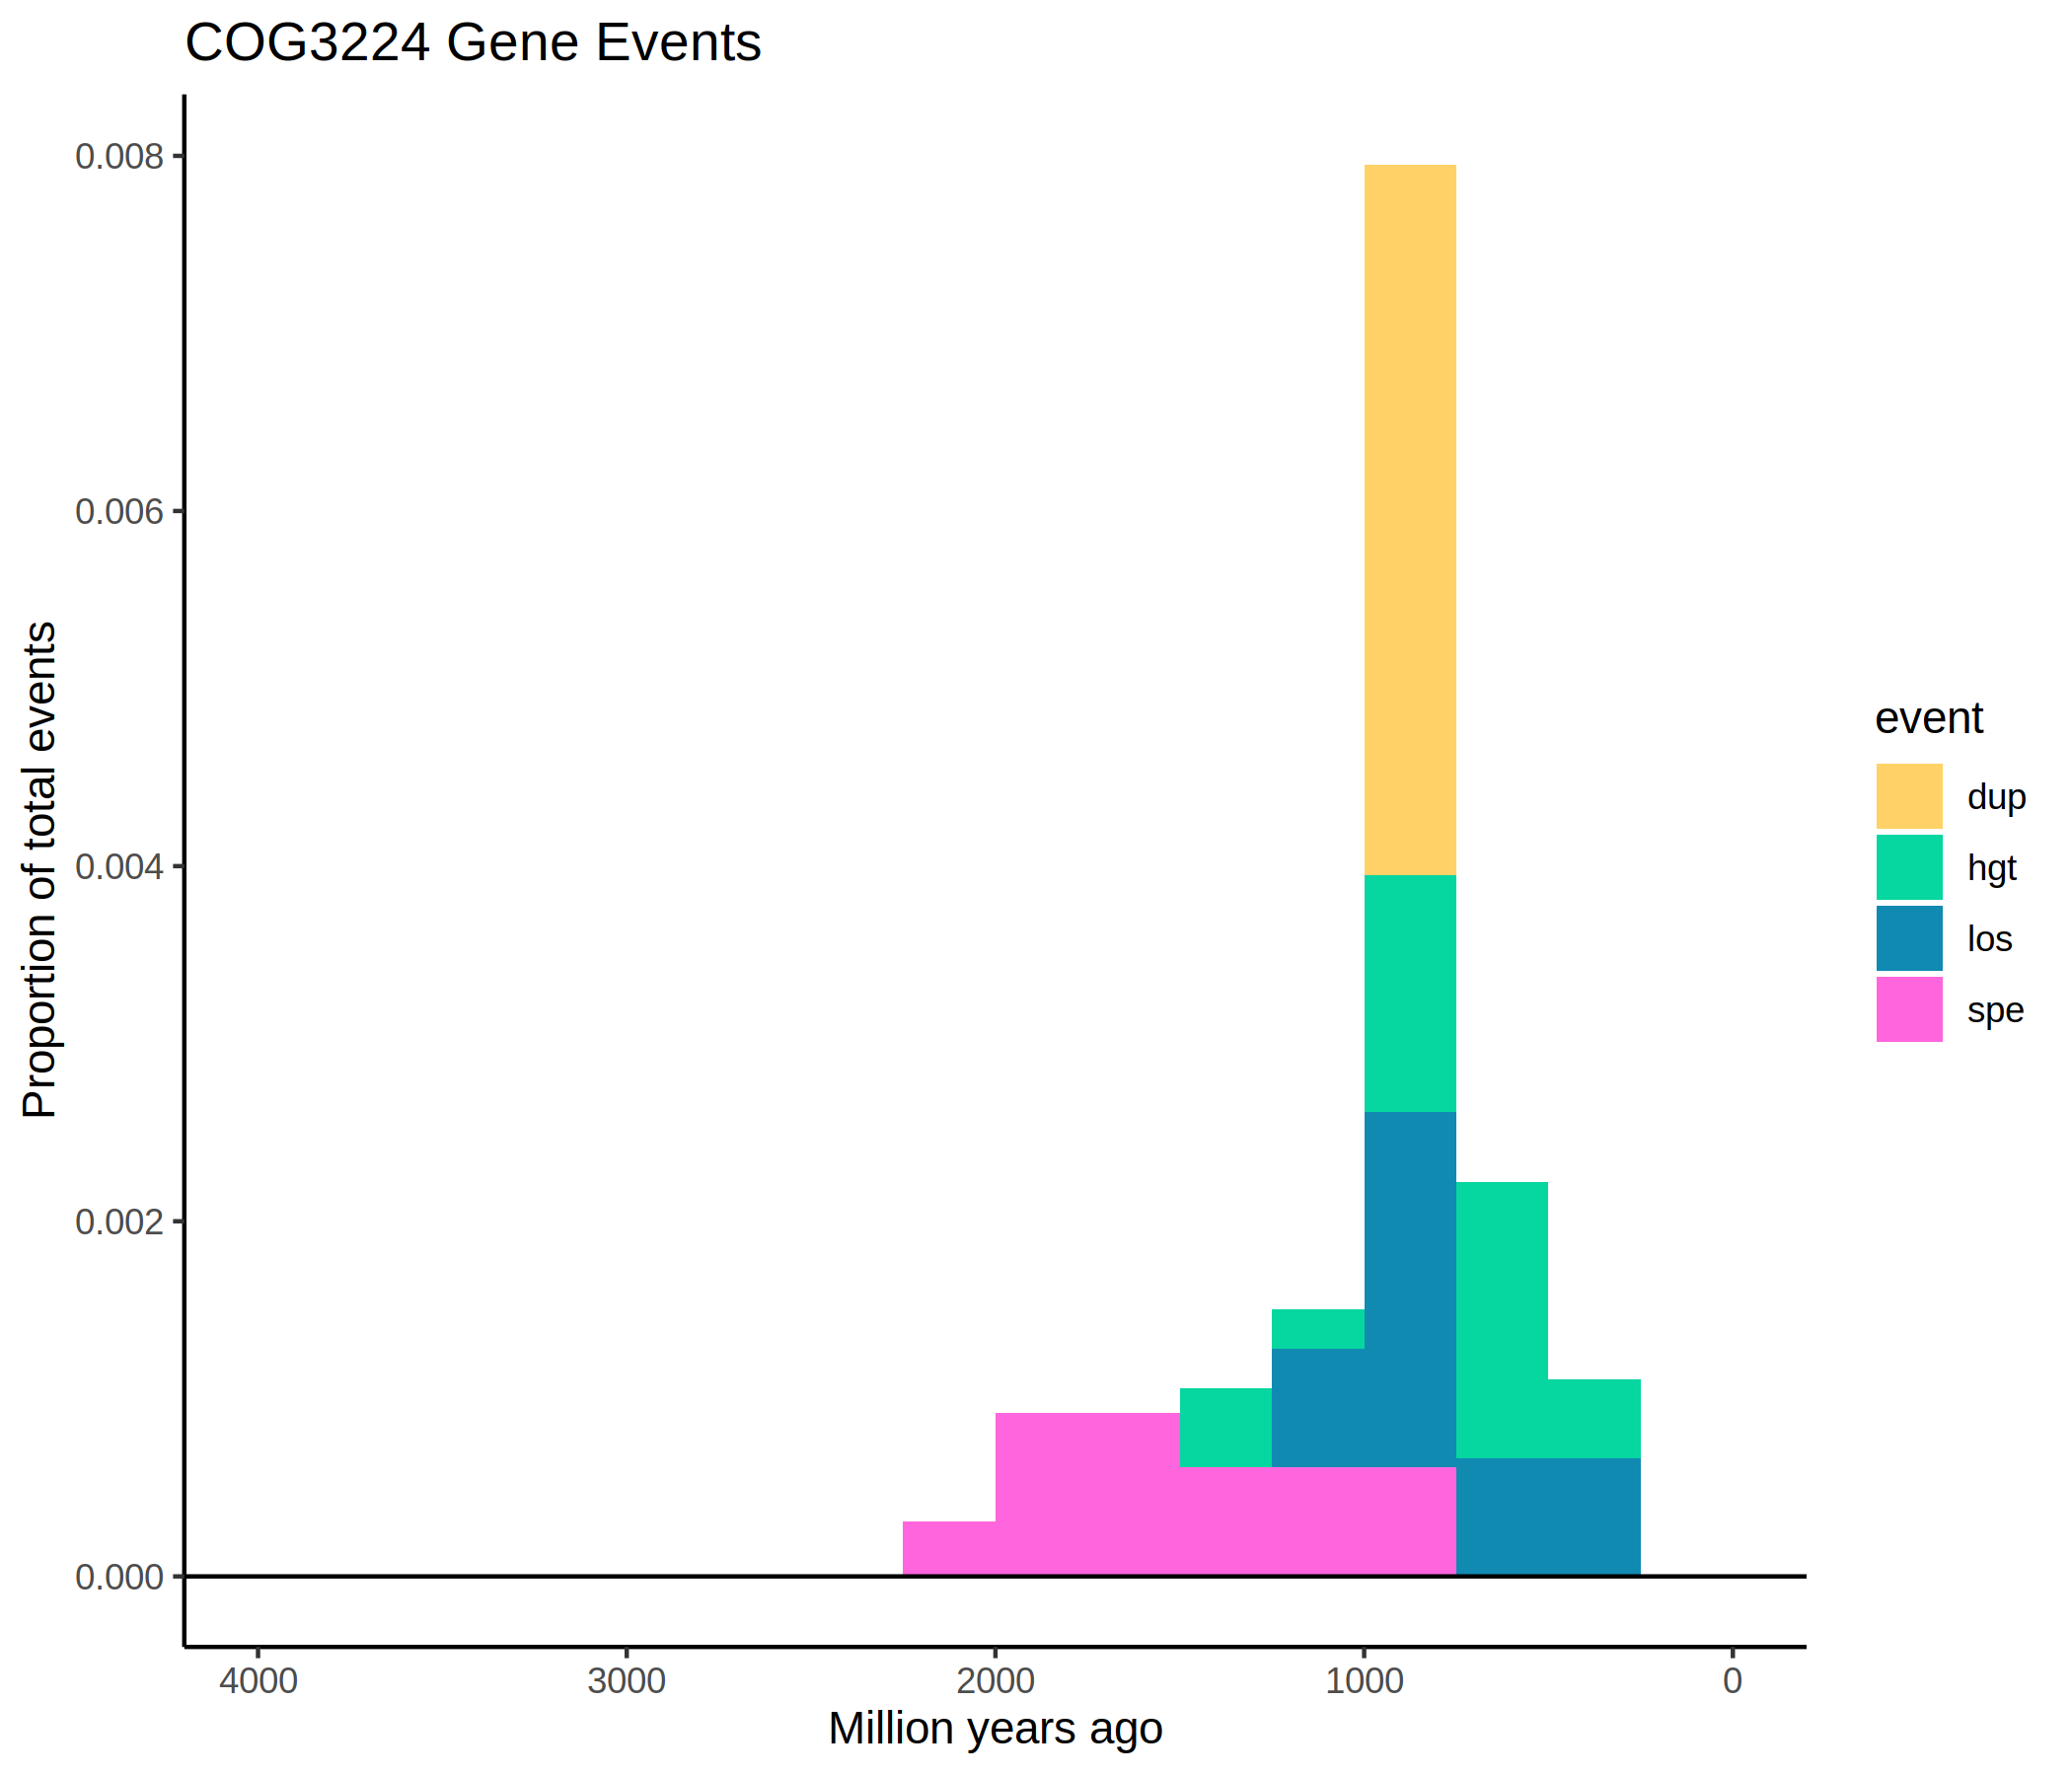 COG3224 Gene Events
Proportion of total events
0.008
0.006
0.004
0.002
0.000
4000 3000 2000 1000 0
Million years ago
event
dup
hgt
los
spe